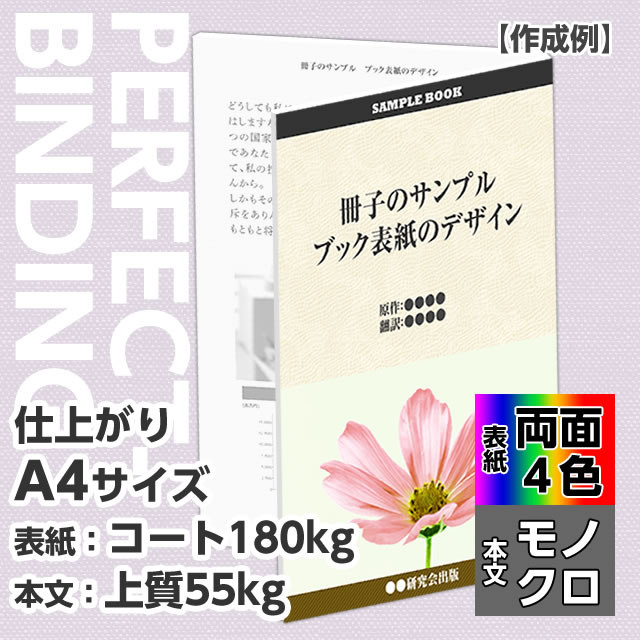 【作成例】
PERFECT-
BINDING
冊子のサンプル　ブック表紙のデザイン
どうしても私に
はしますん
つの国家
であなた
て、私の
んから。
しかもその
斥をあり
もともと将
SAMPLE BOOK
冊子のサンプル
ブック表紙のデザイン
原作:●●●●
翻訳:●●●●
●●研究会出版
仕上がり
A4サイズ
表紙：コート180kg
本文：上質55kg
表紙
両面
4色
本文
モノ
クロ